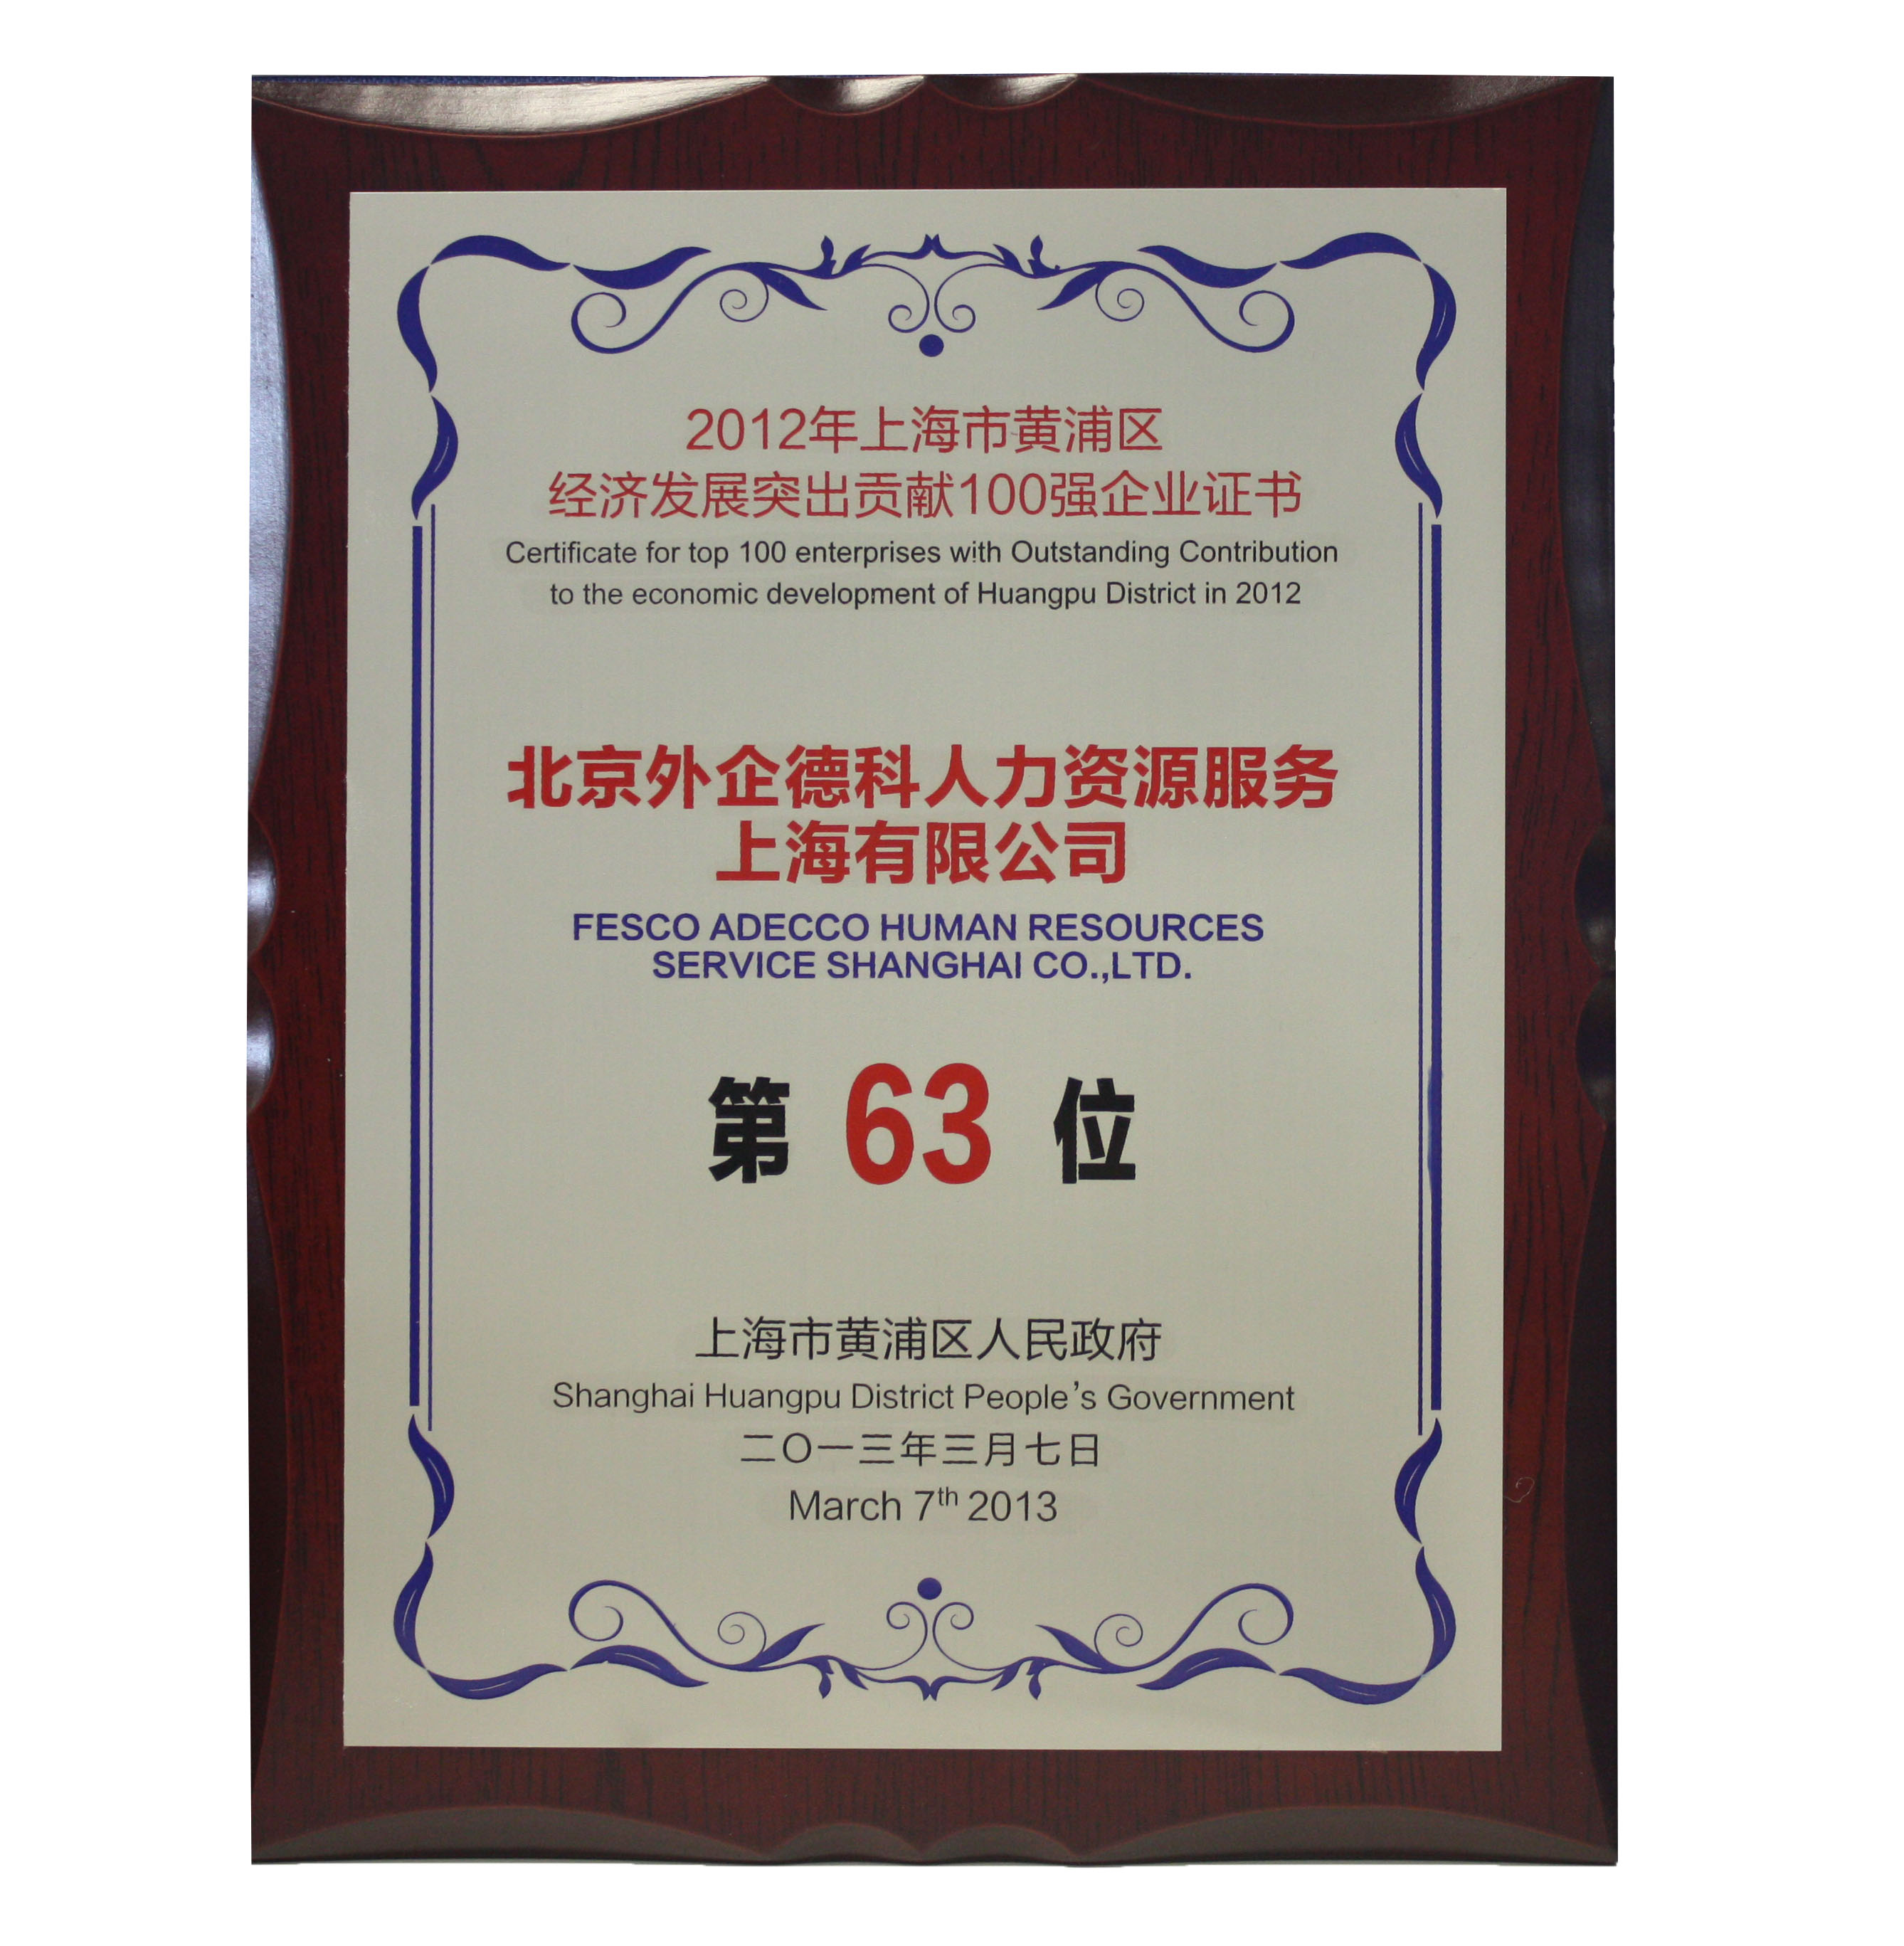 2012年上海市黄浦区
经济发展突出贡献100强企业证书
Certificate for top 100 enterprises with Outstanding Contribution
to the economic development of Huangpu District in 2012
北京外企德科人力资源服务
上海有限公司
FESCO ADECCO HUMAN RESOURCES
SERVICE SHANGHAI CO.,LTD.
第 63 位
上海市黄浦区人民政府
Shanghai Huangpu District People's Government
二〇一三年三月七日
March 7th 2013